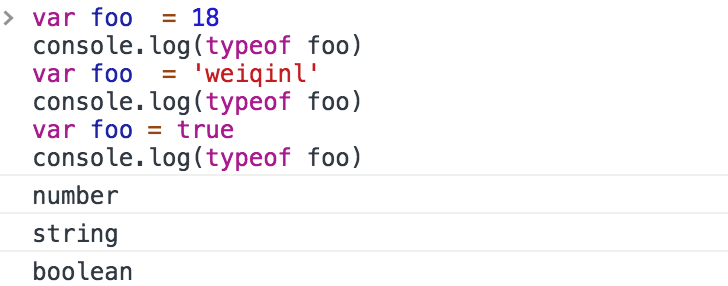 var foo  = 18
console.log(typeof foo)
var foo  = 'weiqinl'
console.log(typeof foo)
var foo = true
console.log(typeof foo)
number
string
boolean